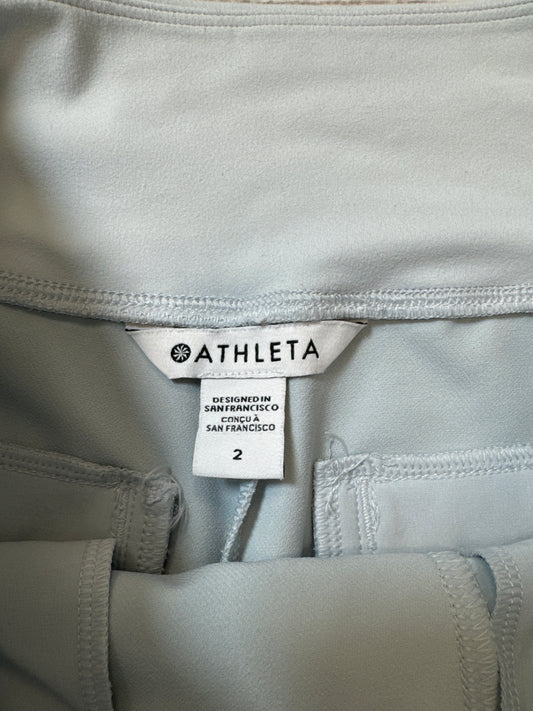 ATHLETA
DESIGNED IN
SAN FRANCISCO
CONÇU À
SAN FRANCISCO
2